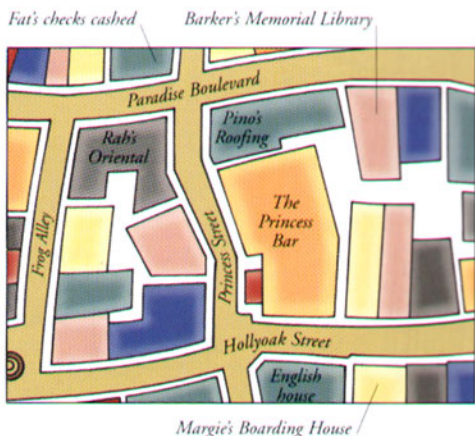 Fat's checks cashed
Barker's Memorial Library
Paradise Boulevard
Rab's
Oriental
Pino's
Roofing
The
Princess
Bar
Frog Alley
Princess Street
Hollyoak Street
English
house
Margie's Boarding House